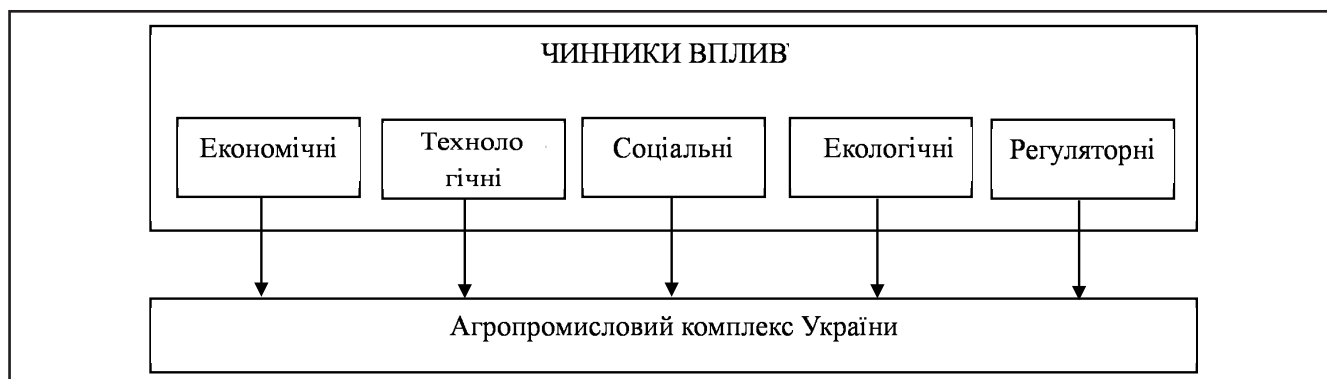 ЧИННИКИ ВПЛИВ
Економічні
Техноло
гічні
Соціальні
Екологічні
Регуляторні
Агропромисловий комплекс України